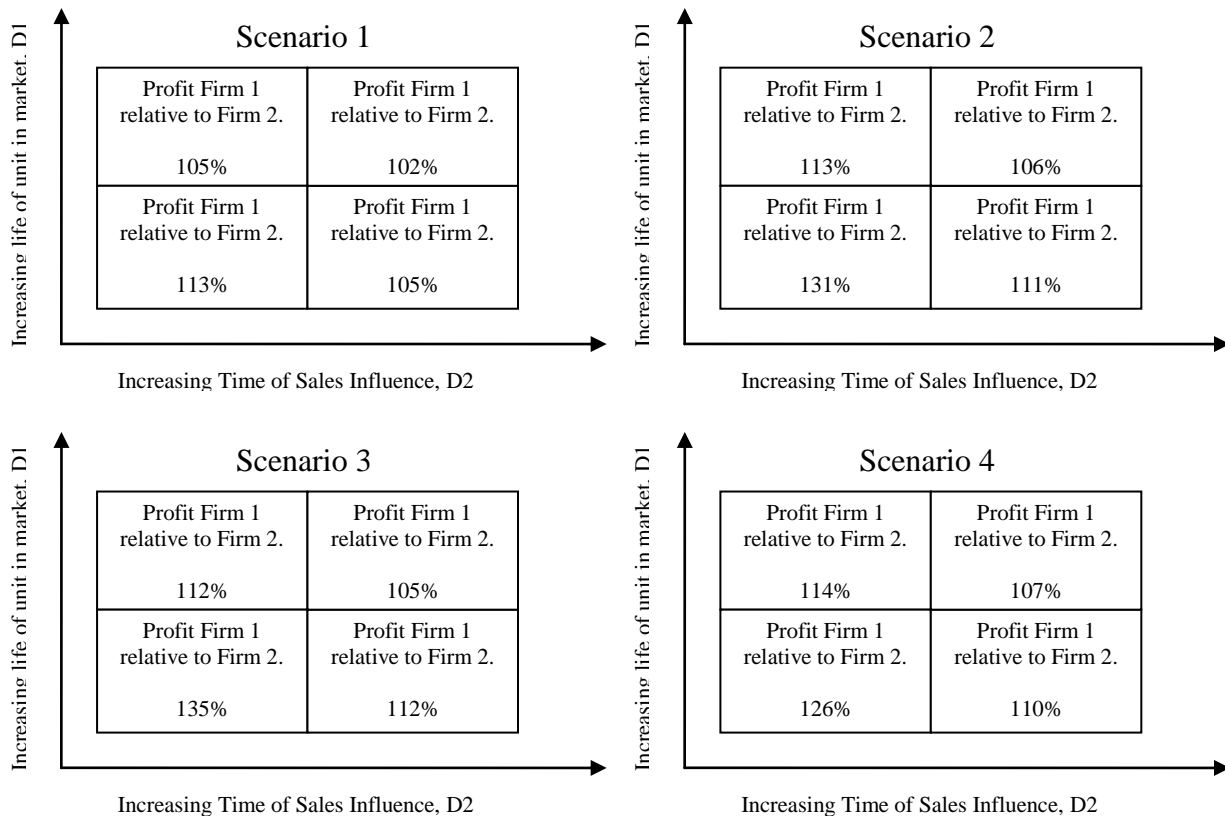 Scenario 1
Increasing life of unit in market, D1
Profit Firm 1
relative to Firm 2.
105%
Profit Firm 1
relative to Firm 2.
102%
Profit Firm 1
relative to Firm 2.
113%
Profit Firm 1
relative to Firm 2.
105%
Increasing Time of Sales Influence, D2
Scenario 2
Increasing life of unit in market, D1
Profit Firm 1
relative to Firm 2.
113%
Profit Firm 1
relative to Firm 2.
106%
Profit Firm 1
relative to Firm 2.
131%
Profit Firm 1
relative to Firm 2.
111%
Increasing Time of Sales Influence, D2
Scenario 3
Increasing life of unit in market, D1
Profit Firm 1
relative to Firm 2.
112%
Profit Firm 1
relative to Firm 2.
105%
Profit Firm 1
relative to Firm 2.
135%
Profit Firm 1
relative to Firm 2.
112%
Increasing Time of Sales Influence, D2
Scenario 4
Increasing life of unit in market, D1
Profit Firm 1
relative to Firm 2.
114%
Profit Firm 1
relative to Firm 2.
107%
Profit Firm 1
relative to Firm 2.
126%
Profit Firm 1
relative to Firm 2.
110%
Increasing Time of Sales Influence, D2